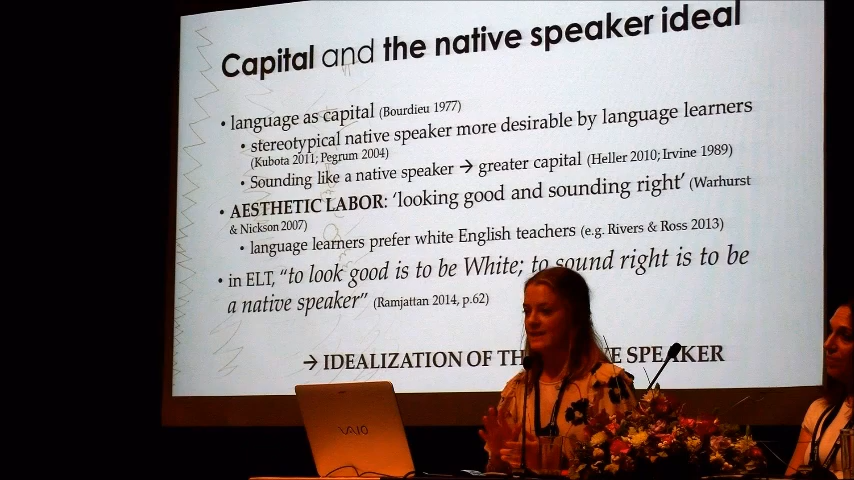 Capital and the native speaker ideal
• language as capital (Bourdieu 1977)
• stereotypical native speaker more desirable by language learners
(Kubota 2011; Pegrum 2004)
• Sounding like a native speaker → greater capital (Heller 2010; Irvine 1989)
• AESTHETIC LABOR: ‘looking good and sounding right’ (Warhurst
& Nickson 2007)
• language learners prefer white English teachers (e.g. Rivers & Ross 2013)
• in ELT, “to look good is to be White; to sound right is to be
a native speaker” (Ramjattan 2014, p.62)
→ IDEALIZATION OF TH E SPEAKER
VAIO